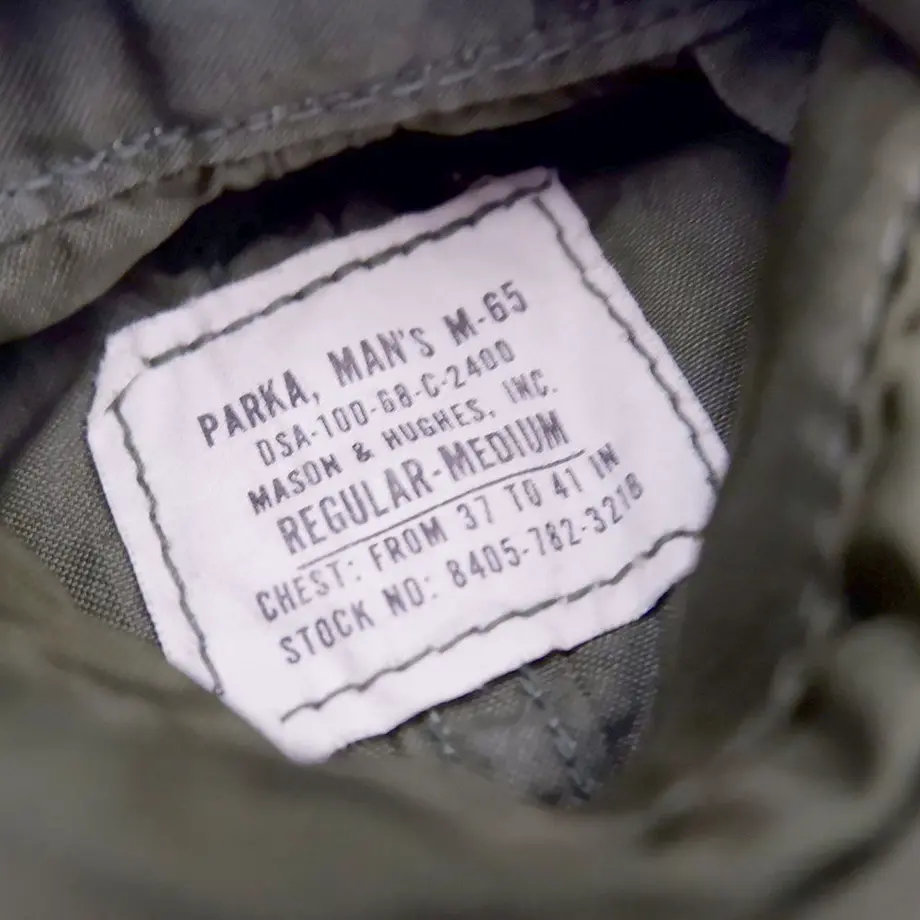 PARKA, MAN'S M-65
DSA-100-68-C-2400
MASON & HUGHES, INC.
REGULAR-MEDIUM
CHEST: FROM 37 TO 41 IN
STOCK NO: 8405-782-3216